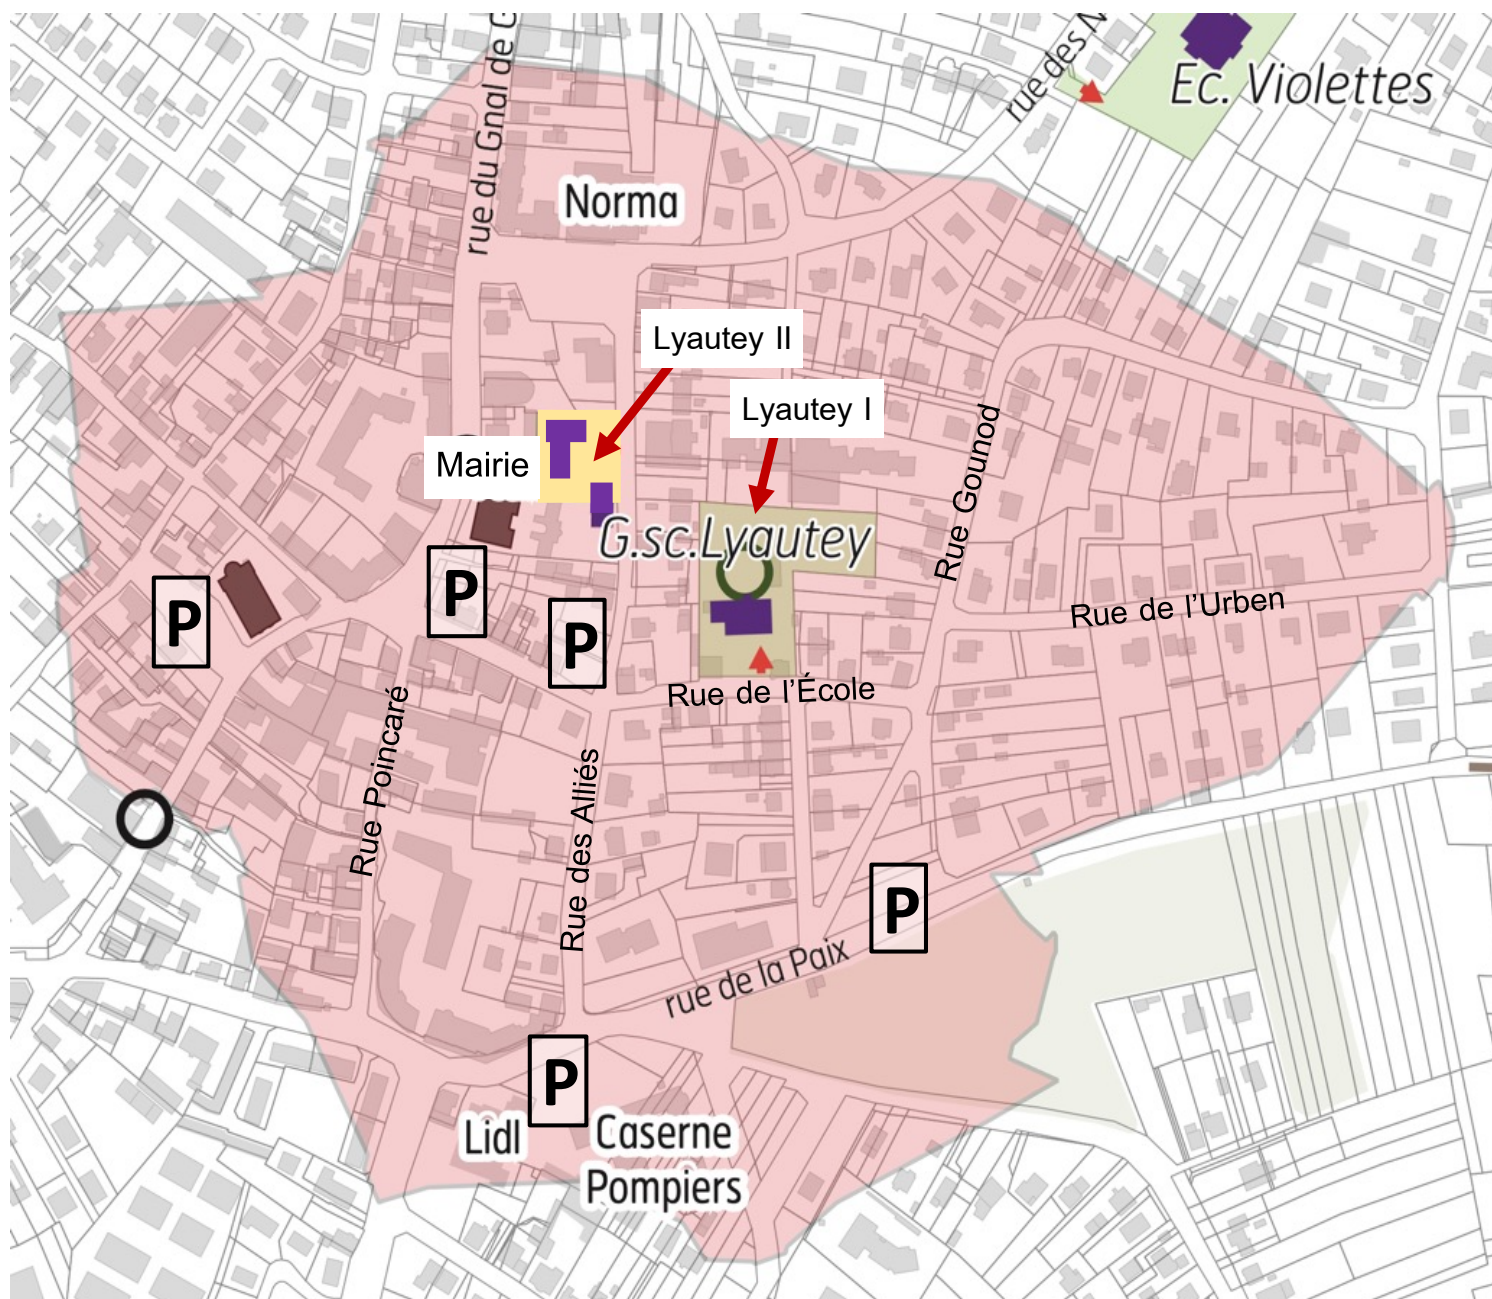 rue du Gnal de G
rue des N
Ec. Violettes
Norma
Lyautey II
Lyautey I
Mairie
Rue Gounod
G.sc.Lyautey
P
P
P
Rue de l’Urben
Rue de l’École
Rue Poincaré
Rue des Alliés
P
rue de la Paix
P
Lidl
Caserne
Pompiers